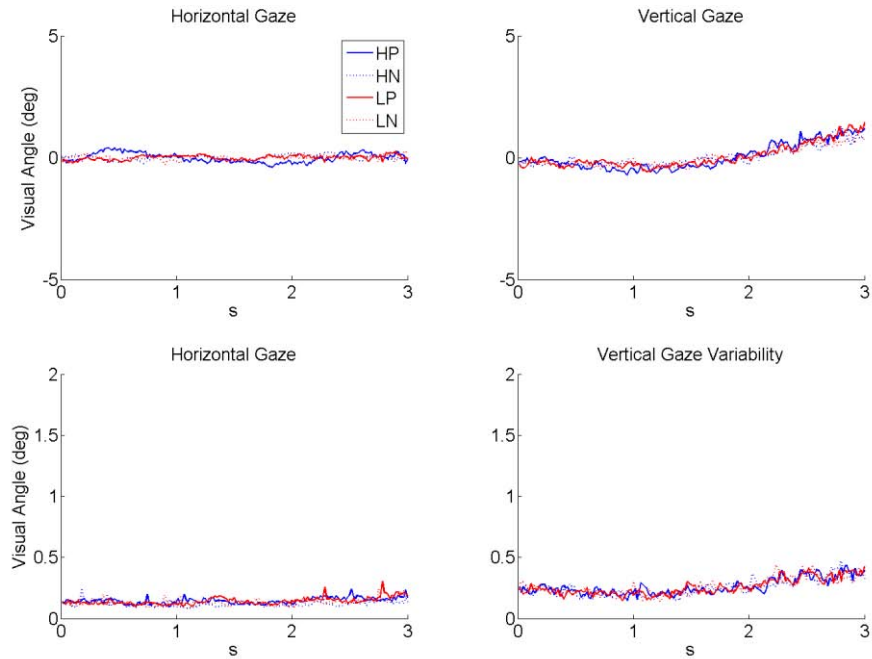 Horizontal Gaze
5
0
-5
Visual Angle (deg)
HP
HN
LP
LN
0 1 2 3
s
Vertical Gaze
5
0
-5
0 1 2 3
s
Horizontal Gaze
2
1.5
1
0.5
0
Visual Angle (deg)
0 1 2 3
s
Vertical Gaze Variability
2
1.5
1
0.5
0
0 1 2 3
s